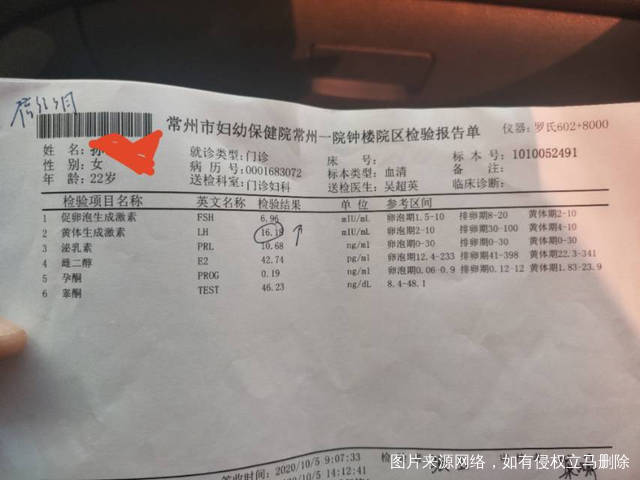 常州市妇幼保健院常州一院钟楼院区检验报告单 仪器:罗氏602+8000
姓 名: 就诊类型:门诊 床 号: 标 本 号: 1010052491
性 别:女 病 历 号:0001683072 标本类型:血清 备 注:
年 龄:22岁 送检科室:门诊妇科 送检医生:吴超英 临床诊断:
检验项目名称 英文名称 检验结果 单 位 参考区间
1 促卵泡生成激素 FSH 6.96 mIU/mL 卵泡期1.5-10 排卵期8-20 黄体期2-10
2 黄体生成激素 LH 16.15 mIU/mL 卵泡期2-10 排卵期30-100 黄体期4-10
3 泌乳素 PRL 10.68 ng/ml 卵泡期0-30 排卵期0-30 黄体期0-30
4 雌二醇 E2 42.74 pg/ml 卵泡期12.4-233 排卵期41-398 黄体期22.3-341
5 孕酮 PROG 0.19 ng/ml 卵泡期0.06-0.9 排卵期0.12-12 黄体期1.83-23.9
6 睾酮 TEST 46.23 ng/dL 8.4-48.1
签收时间:2020/10/5 9:07:33
2020/10/5 14:12:41
图片来源网络，如有侵权立马删除